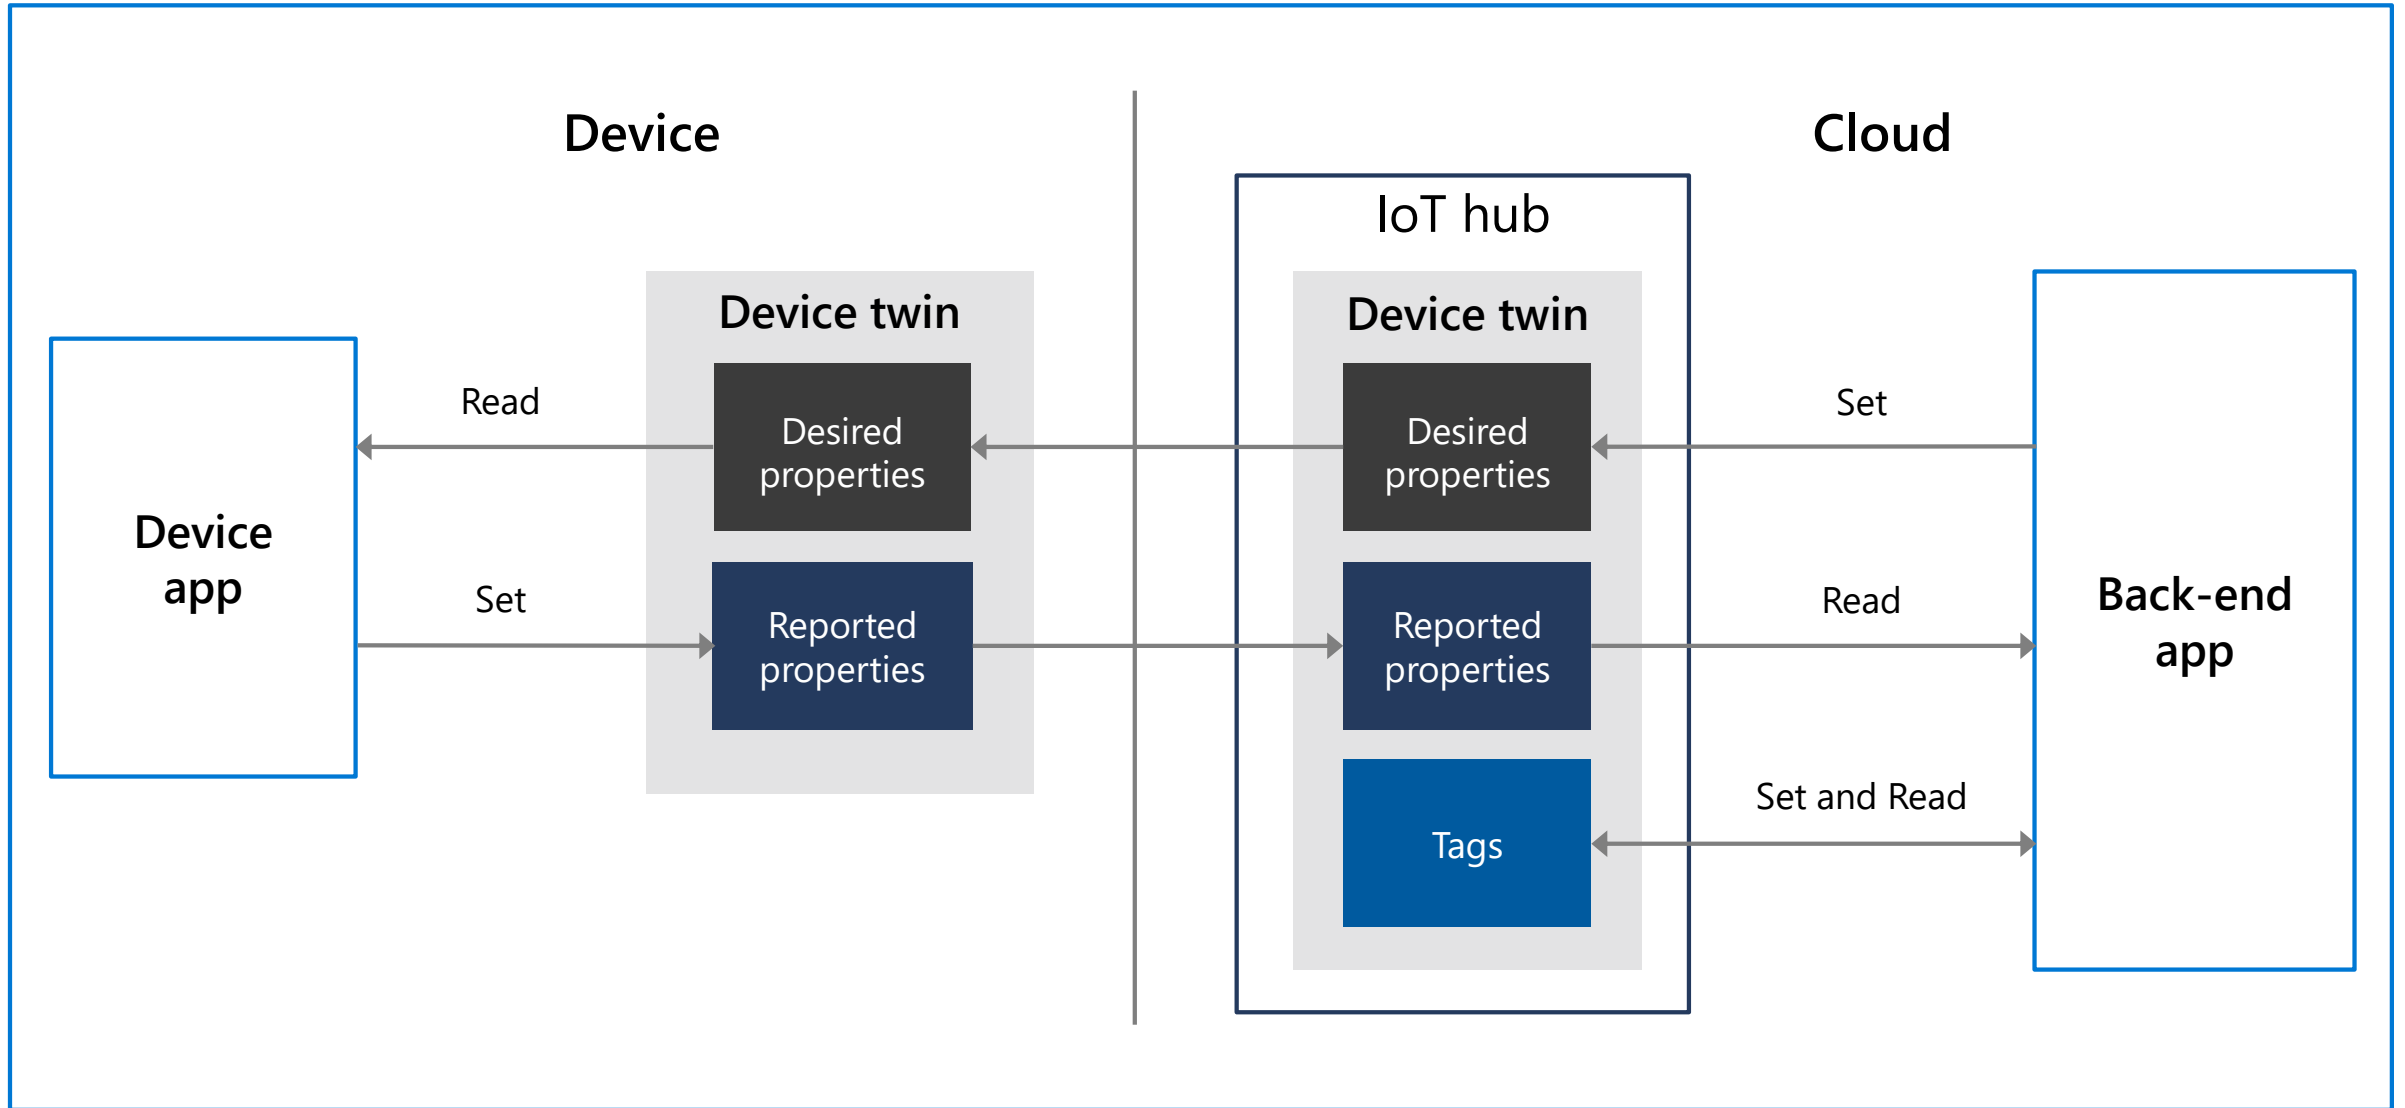 Device
Cloud
IoT hub
Device twin
Device twin
Read
Desired
properties
Desired
properties
Set
Device
app
Set
Reported
properties
Reported
properties
Read
Back-end
app
Tags
Set and Read